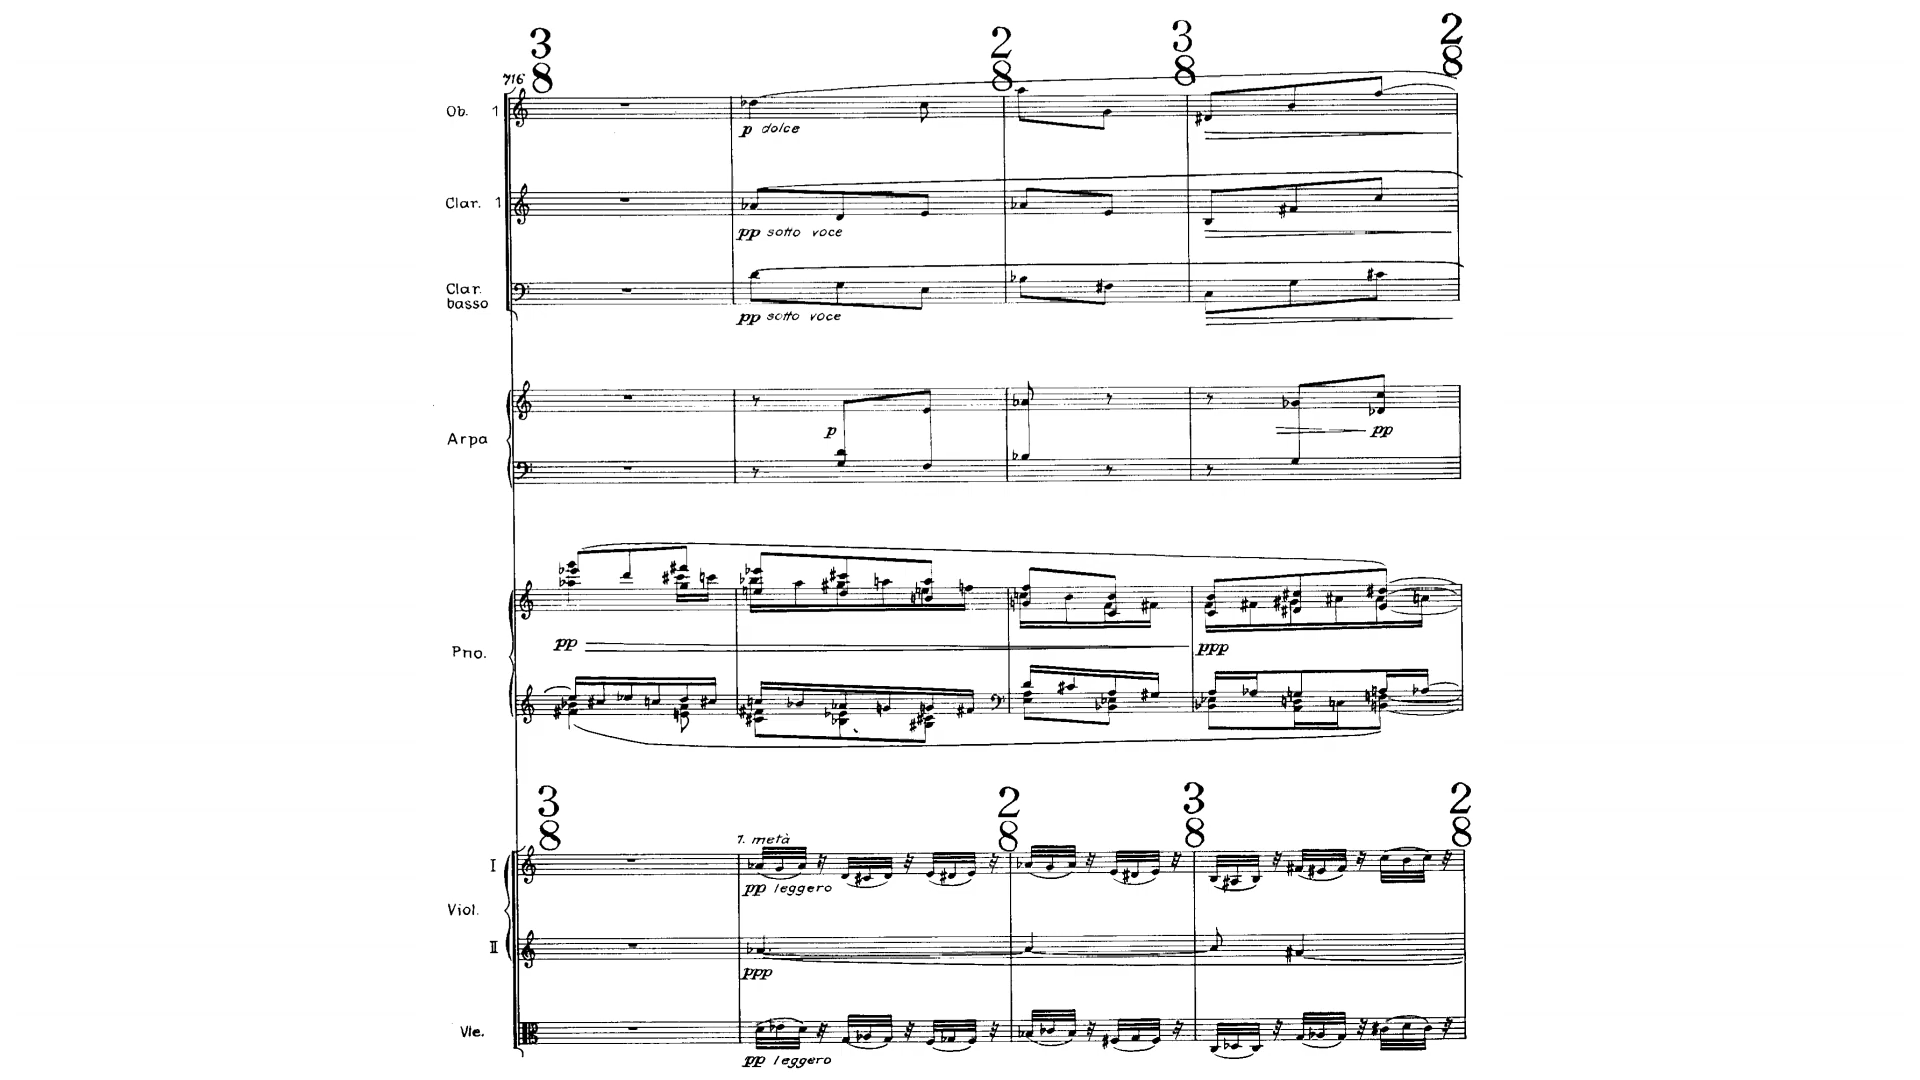 3 2 3 2
8 8 8 8
716
Ob. 1
p dolce
Clar. 1
pp sotto voce
Clar. basso
pp sotto voce
Arpa
p
pp
Pno.
pp
ppp
3 2 3 2
8 8 8 8
1. metà
I
pp leggero
Viol.
II
ppp
Vle.
pp leggero